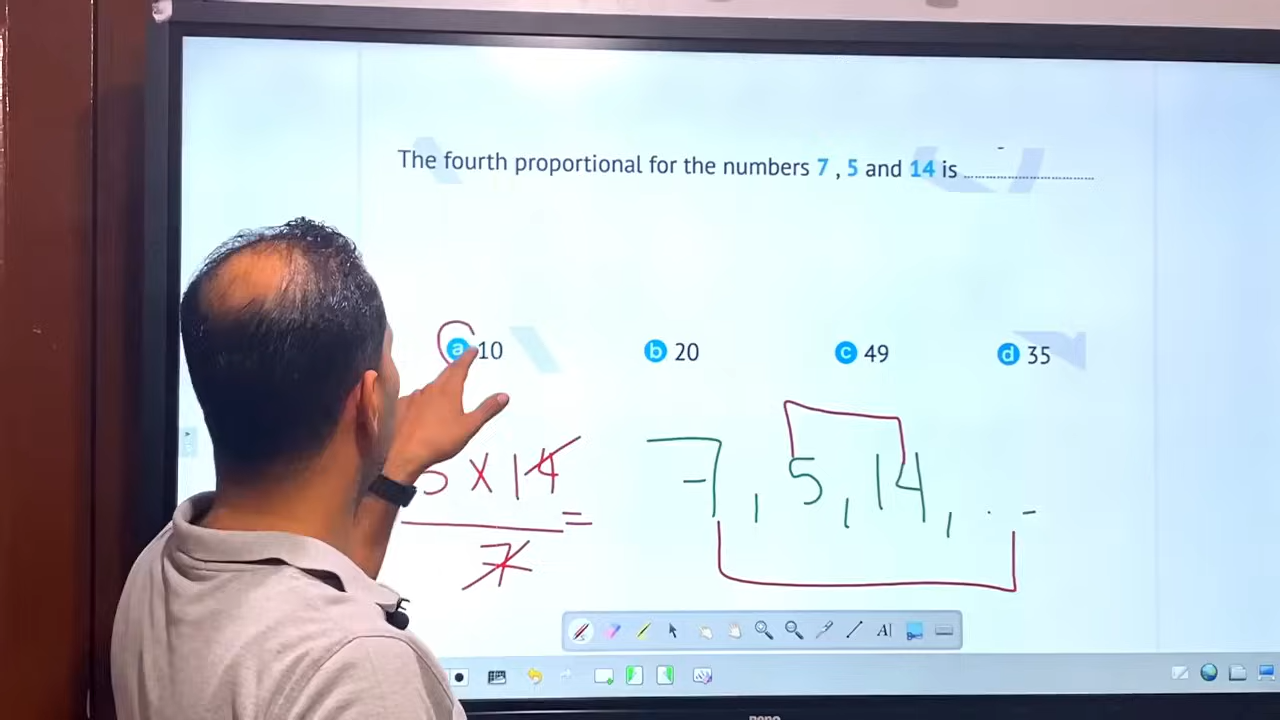 The fourth proportional for the numbers 7 , 5 and 14 is ........................
a 10 b 20 c 49 d 35
5 x 14 =
7
7 , 5 , 14 , ...
A
benq